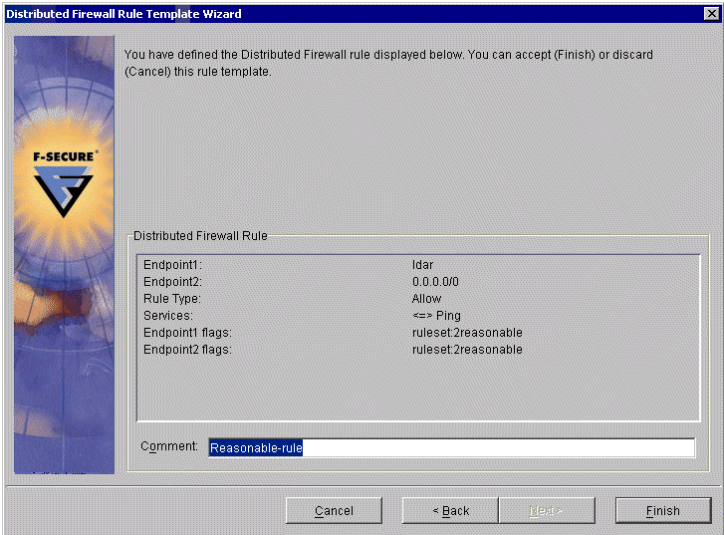 Distributed Firewall Rule Template Wizard
You have defined the Distributed Firewall rule displayed below. You can accept (Finish) or discard
(Cancel) this rule template.
F-SECURE
Distributed Firewall Rule
Endpoint1: ldar
Endpoint2: 0.0.0.0/0
Rule Type: Allow
Services: <=> Ping
Endpoint1 flags: ruleset:2reasonable
Endpoint2 flags: ruleset:2reasonable
Comment: Reasonable-rule
Cancel < Back Next > Finish